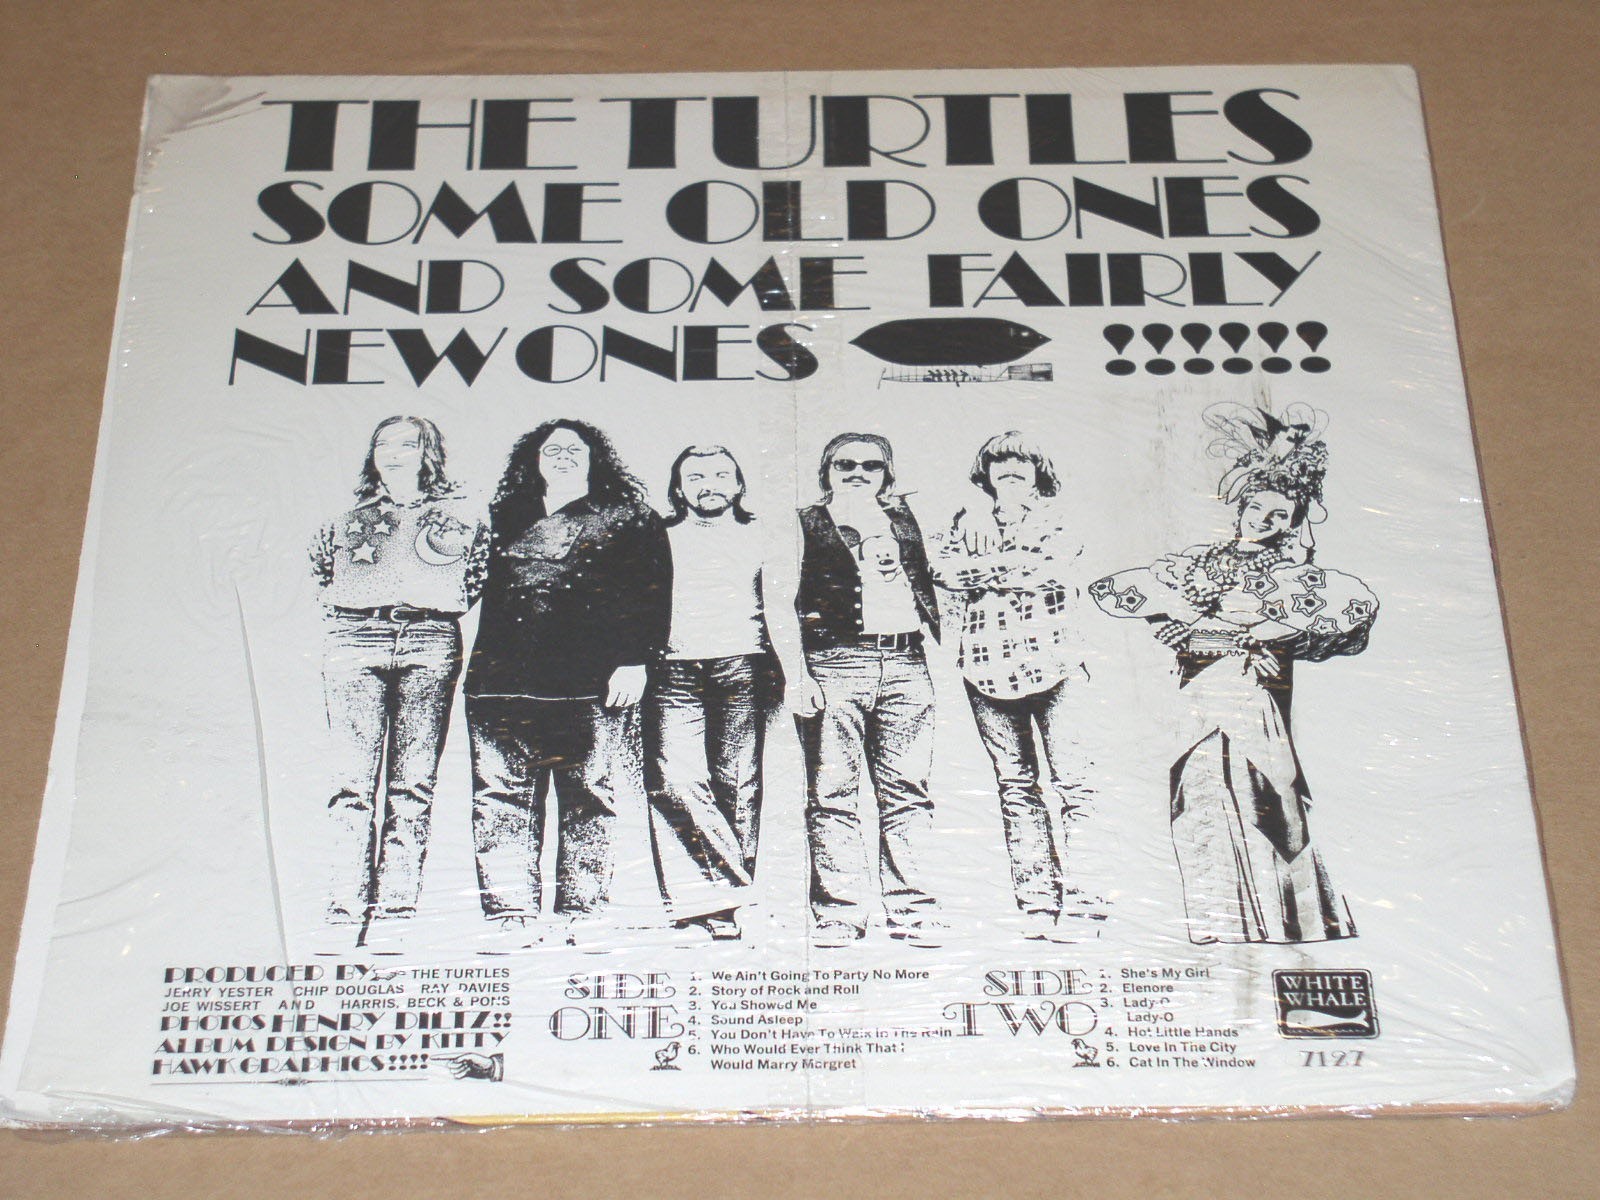 THE TURTLES
SOME OLD ONES
AND SOME FAIRLY
NEW ONES !!!!!!
PRODUCED BY THE TURTLES
JERRY YESTER CHIP DOUGLAS RAY DAVIES
JOE WISSERT AND HARRIS, BECK & PONS
PHOTOS HENRY DILTZ!!
ALBUM DESIGN BY KITTY
HAWK GRAPHICS!!!!
SIDE
ONE
1. We Ain't Going To Party No More
2. Story of Rock and Roll
3. You Showed Me
4. Sound Asleep
5. You Don't Have To Walk In The Rain
6. Who Would Ever Think That I
Would Marry Margret
SIDE
TWO
1. She's My Girl
2. Elenore
3. Lady-O
Lady-O
4. Hot Little Hands
5. Love In The City
6. Cat In The Window
WHITE
WHALE
7127